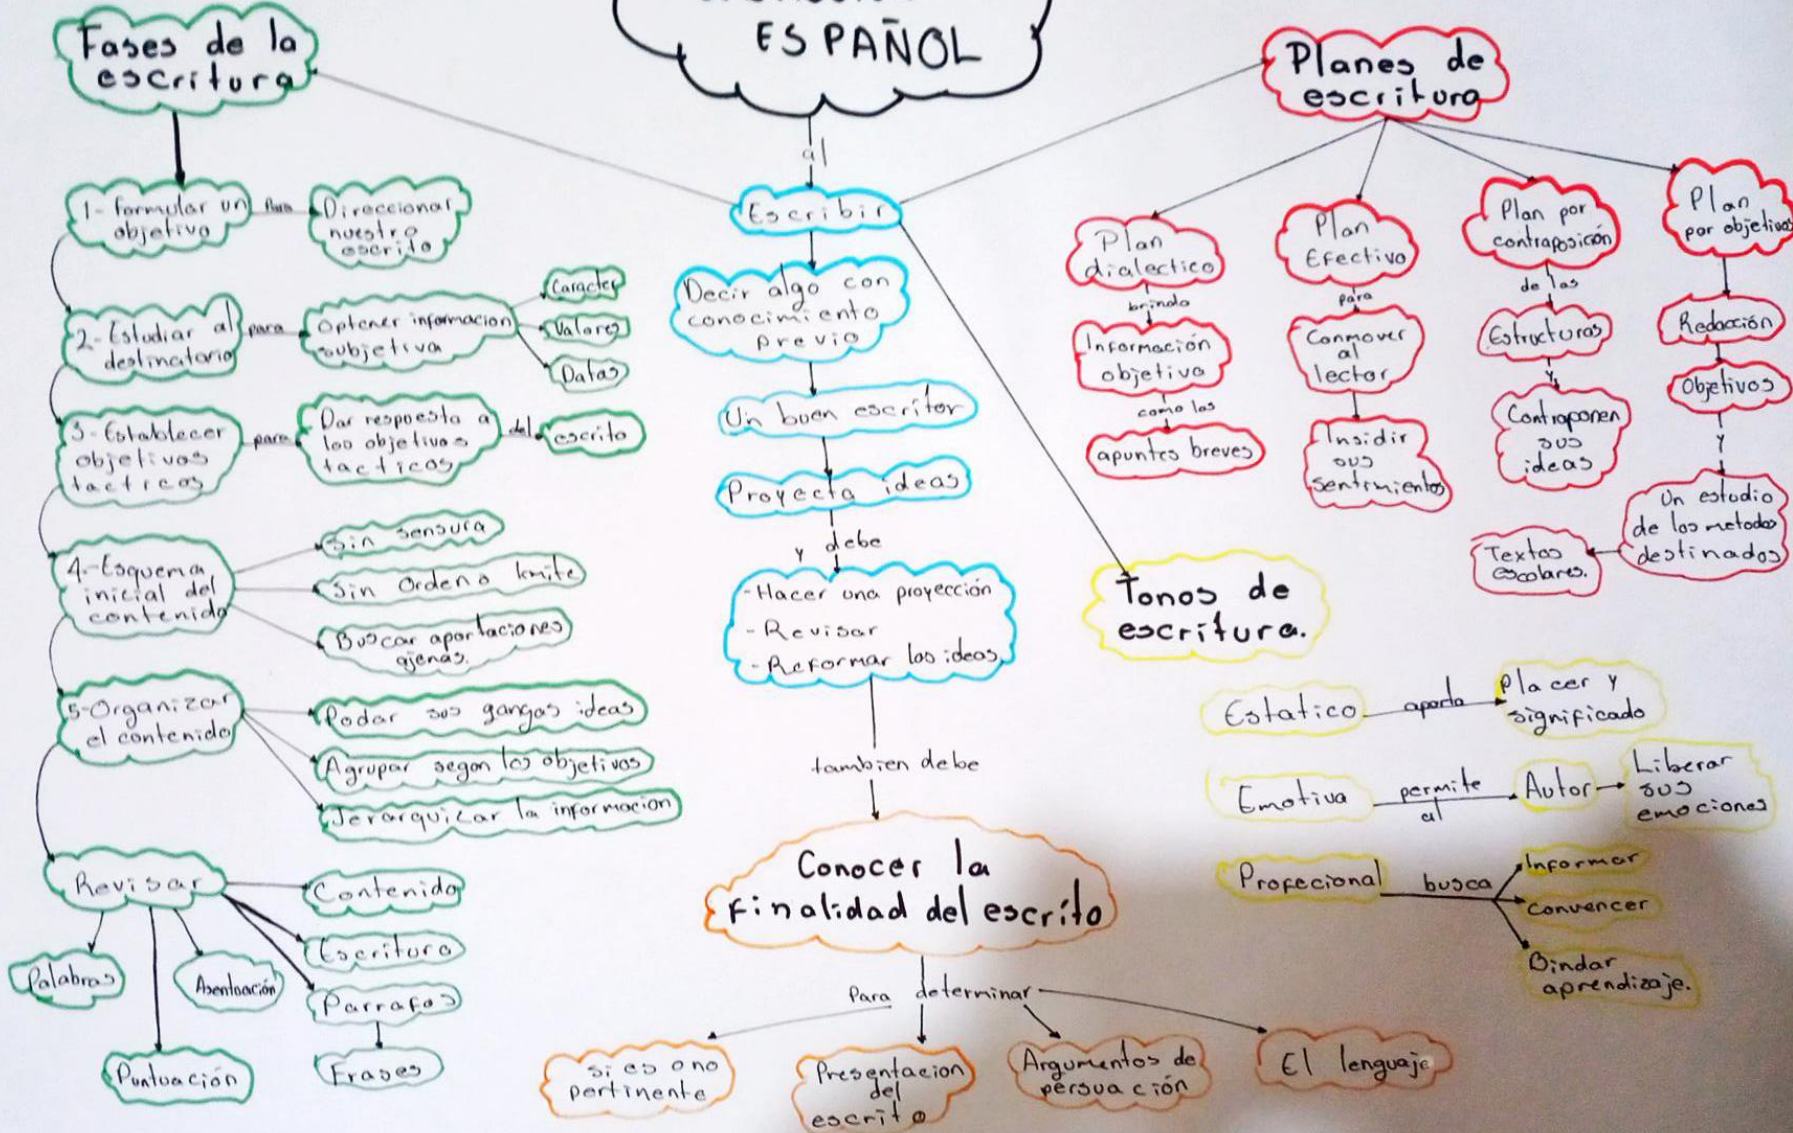 ESPAÑOL
al
Escribir
Decir algo con
conocimiento
previo
Un buen escritor
Proyecta ideas
y debe
-Hacer una proyección
- Revisar
-Reformar las ideas,
tambien debe
Conocer la
finalidad del escrito
Para determinar
si es o no
pertinente
Presentacion
del
escrito
Argumentos de
persuación
El lenguaje
Fases de la
escritura
1- formular un
objetivo
Para
Direccionar
nuestro
escrito
2-Estudiar al
destinatario
para
Optener informacion
subjetiva
Caracter
Valores
Datas
3-Establecer
objetivos
tacticos
para
Dar respuesta a
los objetivos
tacticos
del
escrito
4-Esquema
inicial del
contenido
Sin sensura
Sin Orden o limite
Buscar aportaciones
ajenas.
5-Organizar
el contenido
Podar sus gangas ideas
Agrupar segon los objetivos
Jerarquizar la informacion
Revisar
Contenido
Escritura
Parrafos
Frases
Palabras
Puntuación
Planes de
escritura
Plan
dialectico
brinda
Información
objetiva
como los
apuntes breves
Plan
Efectivo
para
Conmover
al
lector
Insidir
sus
sentimientos
Plan por
contraposición
de las
Estructuras
y
Contraponen
sus
ideas
Plan
por objetivos
Redacción
Objetivos
y
Un estudio
de los metodos
destinados
Textos
escolares.
Tonos de
escritura.
Estatico
aporta
Placer y
significado
Emotiva
permite
al
Autor
Liberar
sus
emociones
Profecional
busca
Informar
Convencer
Bindar
aprendizaje.